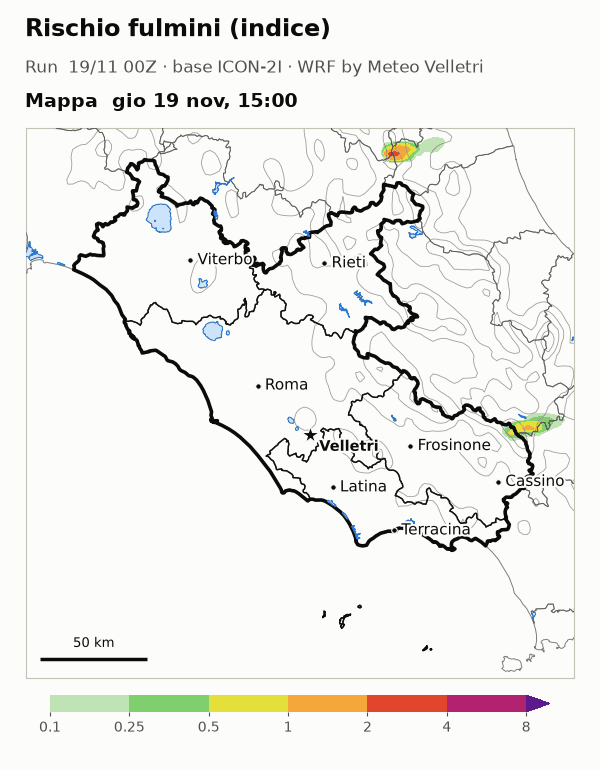 Rischio fulmini (indice)
Run  19/11 00Z · base ICON-2I · WRF by Meteo Velletri
Mappa  gio 19 nov, 15:00
Viterbo
Rieti
Roma
Velletri
Frosinone
Cassino
Latina
Terracina
50 km
0.1 0.25 0.5 1 2 4 8